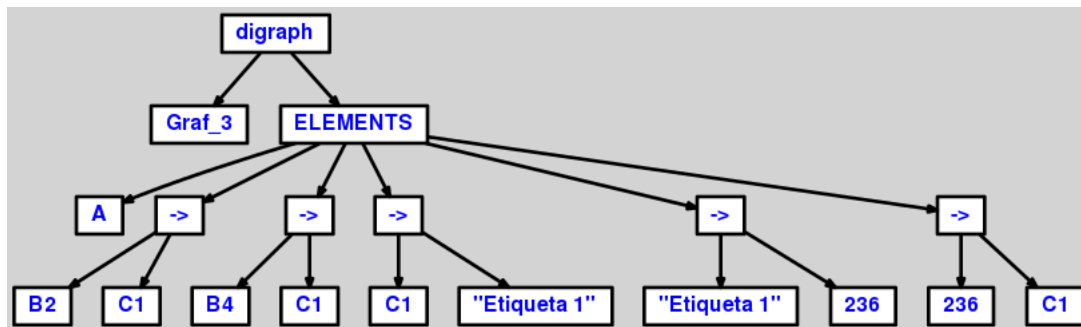 digraph
Graf_3 ELEMENTS
A -> -> -> -> ->
B2 C1 B4 C1 C1 "Etiqueta 1" "Etiqueta 1" 236 236 C1